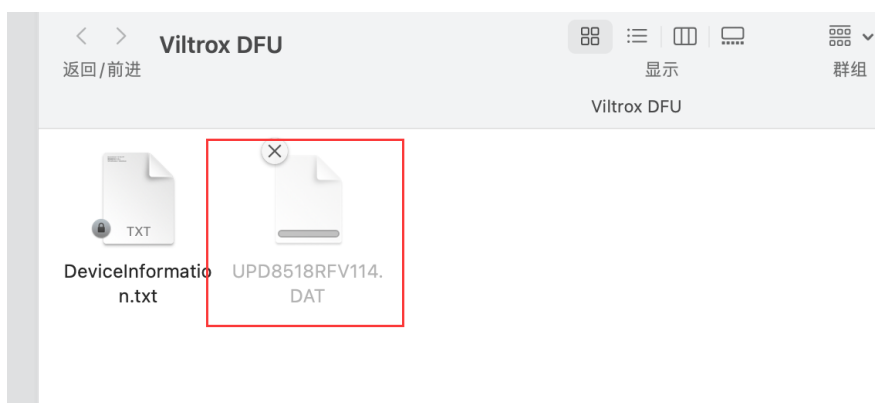 Viltrox DFU
返回/前进
显示
群组
Viltrox DFU
TXT
DeviceInformatio
n.txt
UPD8518RFV114.
DAT